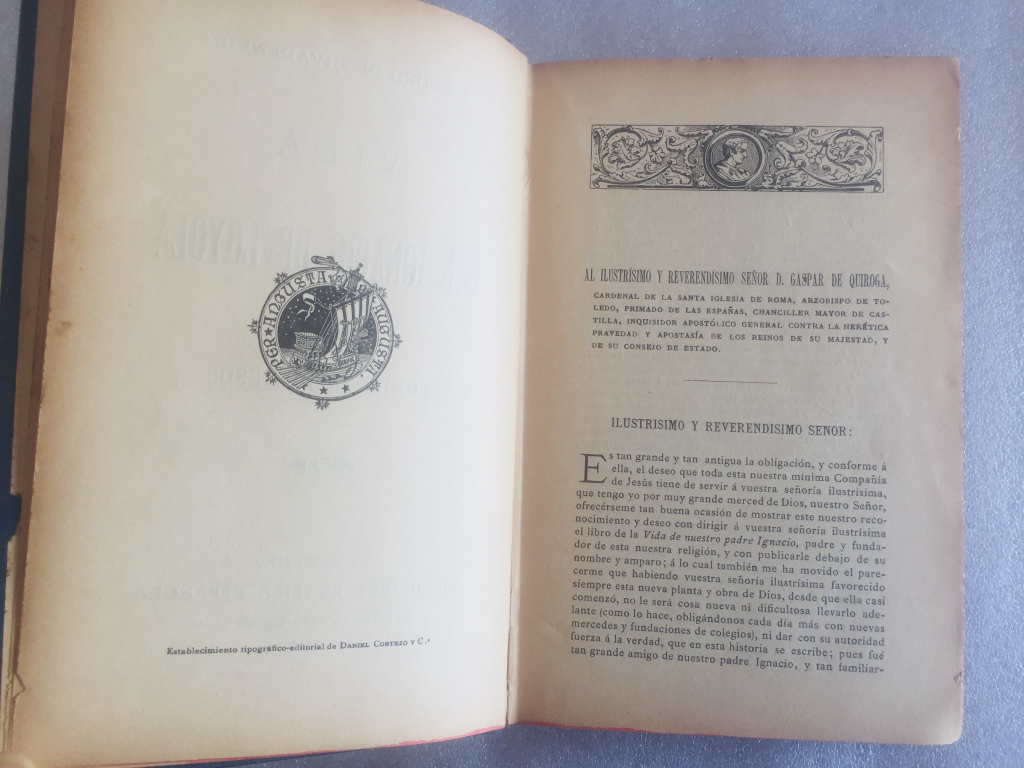 PER ANGUSTA AD AUGUSTA
Establecimiento tipográfico-editorial de DANIEL CORTEZO Y C.ª
AL ILUSTRÍSIMO Y REVERENDÍSIMO SEÑOR D. GASPAR DE QUIROGA,
CARDENAL DE LA SANTA IGLESIA DE ROMA, ARZOBISPO DE TO-
LEDO, PRIMADO DE LAS ESPAÑAS, CHANCILLER MAYOR DE CAS-
TILLA, INQUISIDOR APOSTÓLICO GENERAL CONTRA LA HERÉTICA
PRAVEDAD Y APOSTASÍA DE LOS REINOS DE SU MAJESTAD, Y
DE SU CONSEJO DE ESTADO.
ILUSTRISIMO Y REVERENDISIMO SENOR:
Es tan grande y tan antigua la obligación, y conforme á
ella, el deseo que toda esta nuestra mínima Compañía
de Jesús tiene de servir á vuestra señoría ilustrísima,
que tengo yo por muy grande merced de Dios, nuestro Señor,
ofrecérseme tan buena ocasión de mostrar este nuestro reco-
nocimiento y deseo con dirigir á vuestra señoría ilustrísima
el libro de la Vida de nuestro padre Ignacio, padre y funda-
dor de esta nuestra religión, y con publicarle debajo de su
nombre y amparo; á lo cual también me ha movido el pare-
cerme que habiendo vuestra señoría ilustrísima favorecido
siempre esta nueva planta y obra de Dios, desde que ella casi
comenzó, no le será cosa nueva ni dificultosa llevarlo ade-
lante (como lo hace, obligándonos cada día más con nuevas
mercedes y fundaciones de colegios), ni dar con su autoridad
fuerza á la verdad, que en esta historia se escribe; pues fué
tan grande amigo de nuestro padre Ignacio, y tan familiar-